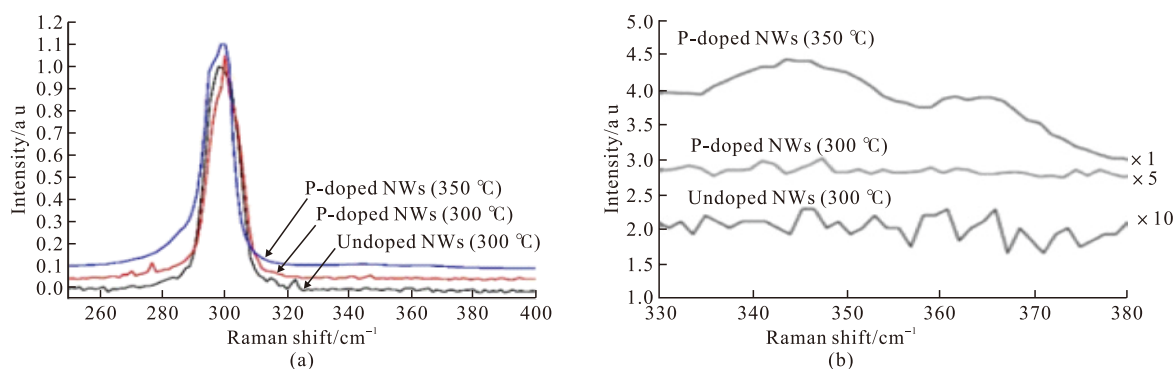 1.2
1.1
1.0
0.9
0.8
0.7
0.6
0.5
0.4
0.3
0.2
0.1
0.0
Intensity/a u
P-doped NWs (350 ℃)
P-doped NWs (300 ℃)
Undoped NWs (300 ℃)
260 280 300 320 340 360 380 400
Raman shift/cm⁻¹
(a)
5.0
4.5
4.0
3.5
3.0
2.5
2.0
1.5
1.0
Intensity/a u
P-doped NWs (350 ℃)
×1
P-doped NWs (300 ℃)
×5
Undoped NWs (300 ℃)
×10
330 340 350 360 370 380
Raman shift/cm⁻¹
(b)